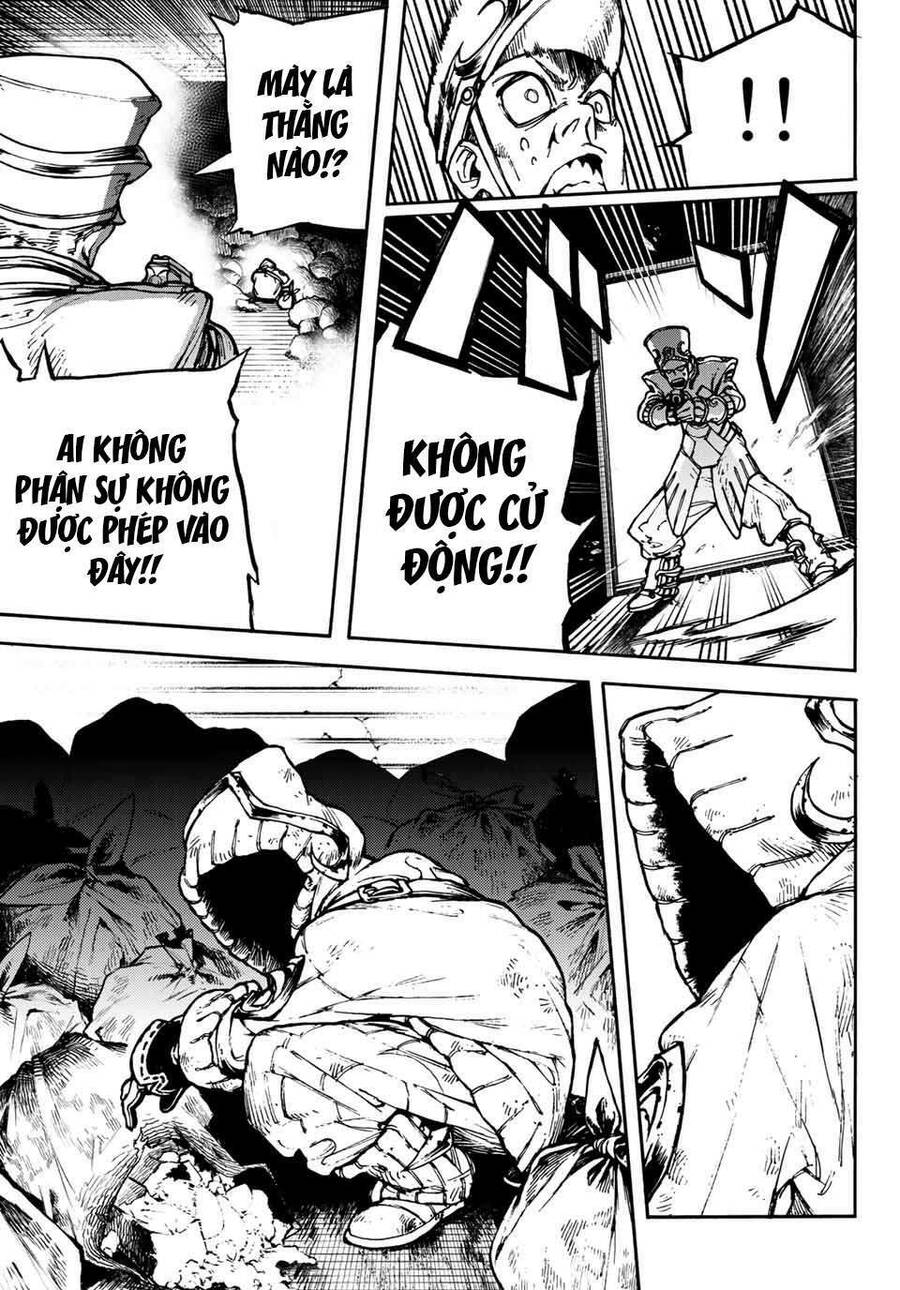 !!
KHÔNG
ĐƯỢC CỬ
ĐỘNG!!
MÀY LÀ
THẰNG
NÀO!?
AI KHÔNG
PHẬN SỰ KHÔNG
ĐƯỢC PHÉP VÀO
ĐÂY!!